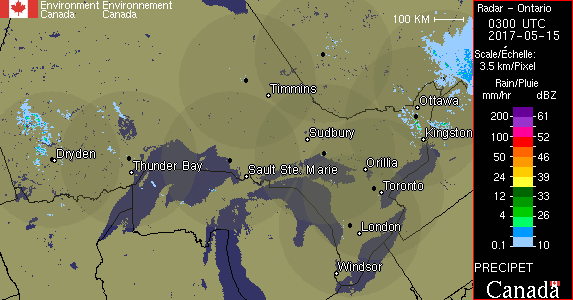 Environment Environnement
Canada Canada
100 KM
Timmins
Ottawa
Sudbury
Kingston
Dryden
Thunder Bay
Sault Ste. Marie
Orillia
Toronto
London
Windsor
Radar - Ontario
0300 UTC
2017-05-15
Scale/Échelle:
3.5 km/Pixel
Rain/Pluie
mm/hr dBZ
200 61
100 52
50 46
24 39
12 33
4 26
0.1 10
PRECIPET
Canada